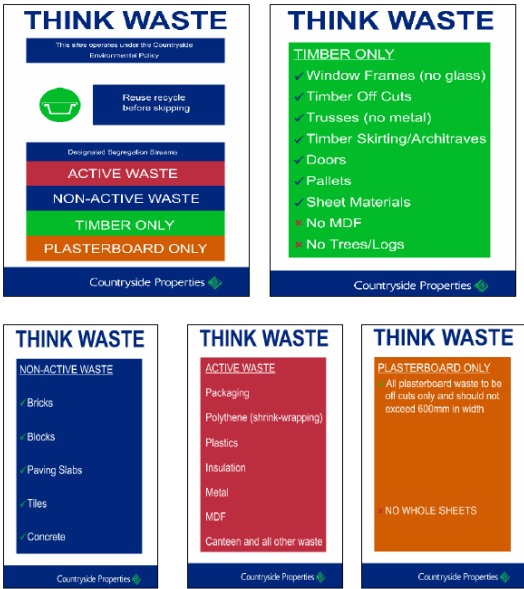 THINK WASTE
This sites operates under the Countryside
Environmental Policy
Reuse recycle
before skipping
Designated Segregation Streams
ACTIVE WASTE
NON-ACTIVE WASTE
TIMBER ONLY
PLASTERBOARD ONLY
Countryside Properties
THINK WASTE
TIMBER ONLY
✓ Window Frames (no glass)
✓ Timber Off Cuts
✓ Trusses (no metal)
✓ Timber Skirting/Architraves
✓ Doors
✓ Pallets
✓ Sheet Materials
× No MDF
× No Trees/Logs
Countryside Properties
THINK WASTE
NON-ACTIVE WASTE
✓ Bricks
✓ Blocks
✓ Paving Slabs
✓ Tiles
✓ Concrete
Countryside Properties
THINK WASTE
ACTIVE WASTE
Packaging
Polythene (shrink-wrapping)
Plastics
Insulation
Metal
MDF
Canteen and all other waste
Countryside Properties
THINK WASTE
PLASTERBOARD ONLY
✓ All plasterboard waste to be
off cuts only and should not
exceed 600mm in width
× NO WHOLE SHEETS
Countryside Properties